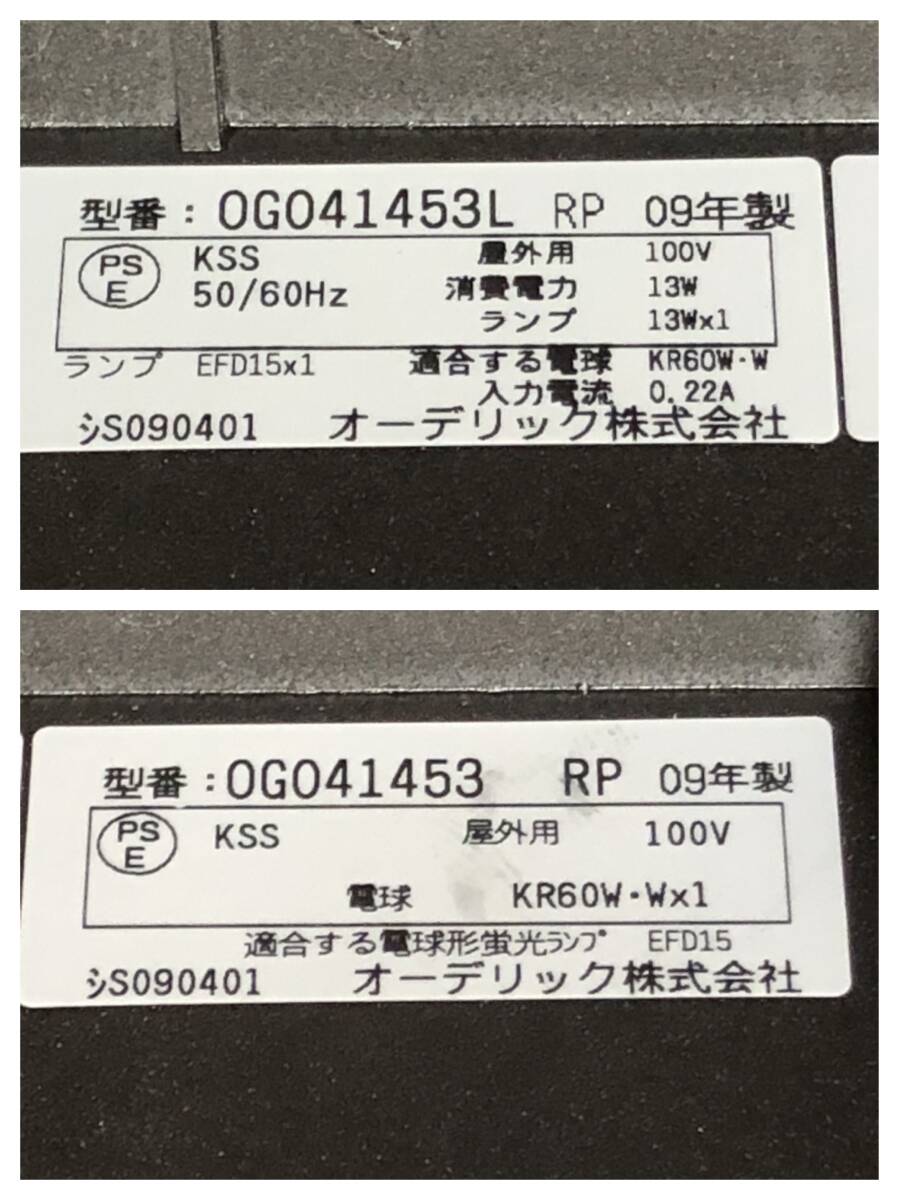 型番：OG041453L RP 09年製
PS E KSS 屋外用 100V
50/60Hz 消費電力 13W
ランプ 13Wx1
ランプ EFD15x1 適合する電球 KR60W・W
入力電流 0.22A
シS090401 オーデリック株式会社
型番：OG041453 RP 09年製
PS E KSS 屋外用 100V
電球 KR60W・Wx1
適合する電球形蛍光ランプ EFD15
シS090401 オーデリック株式会社